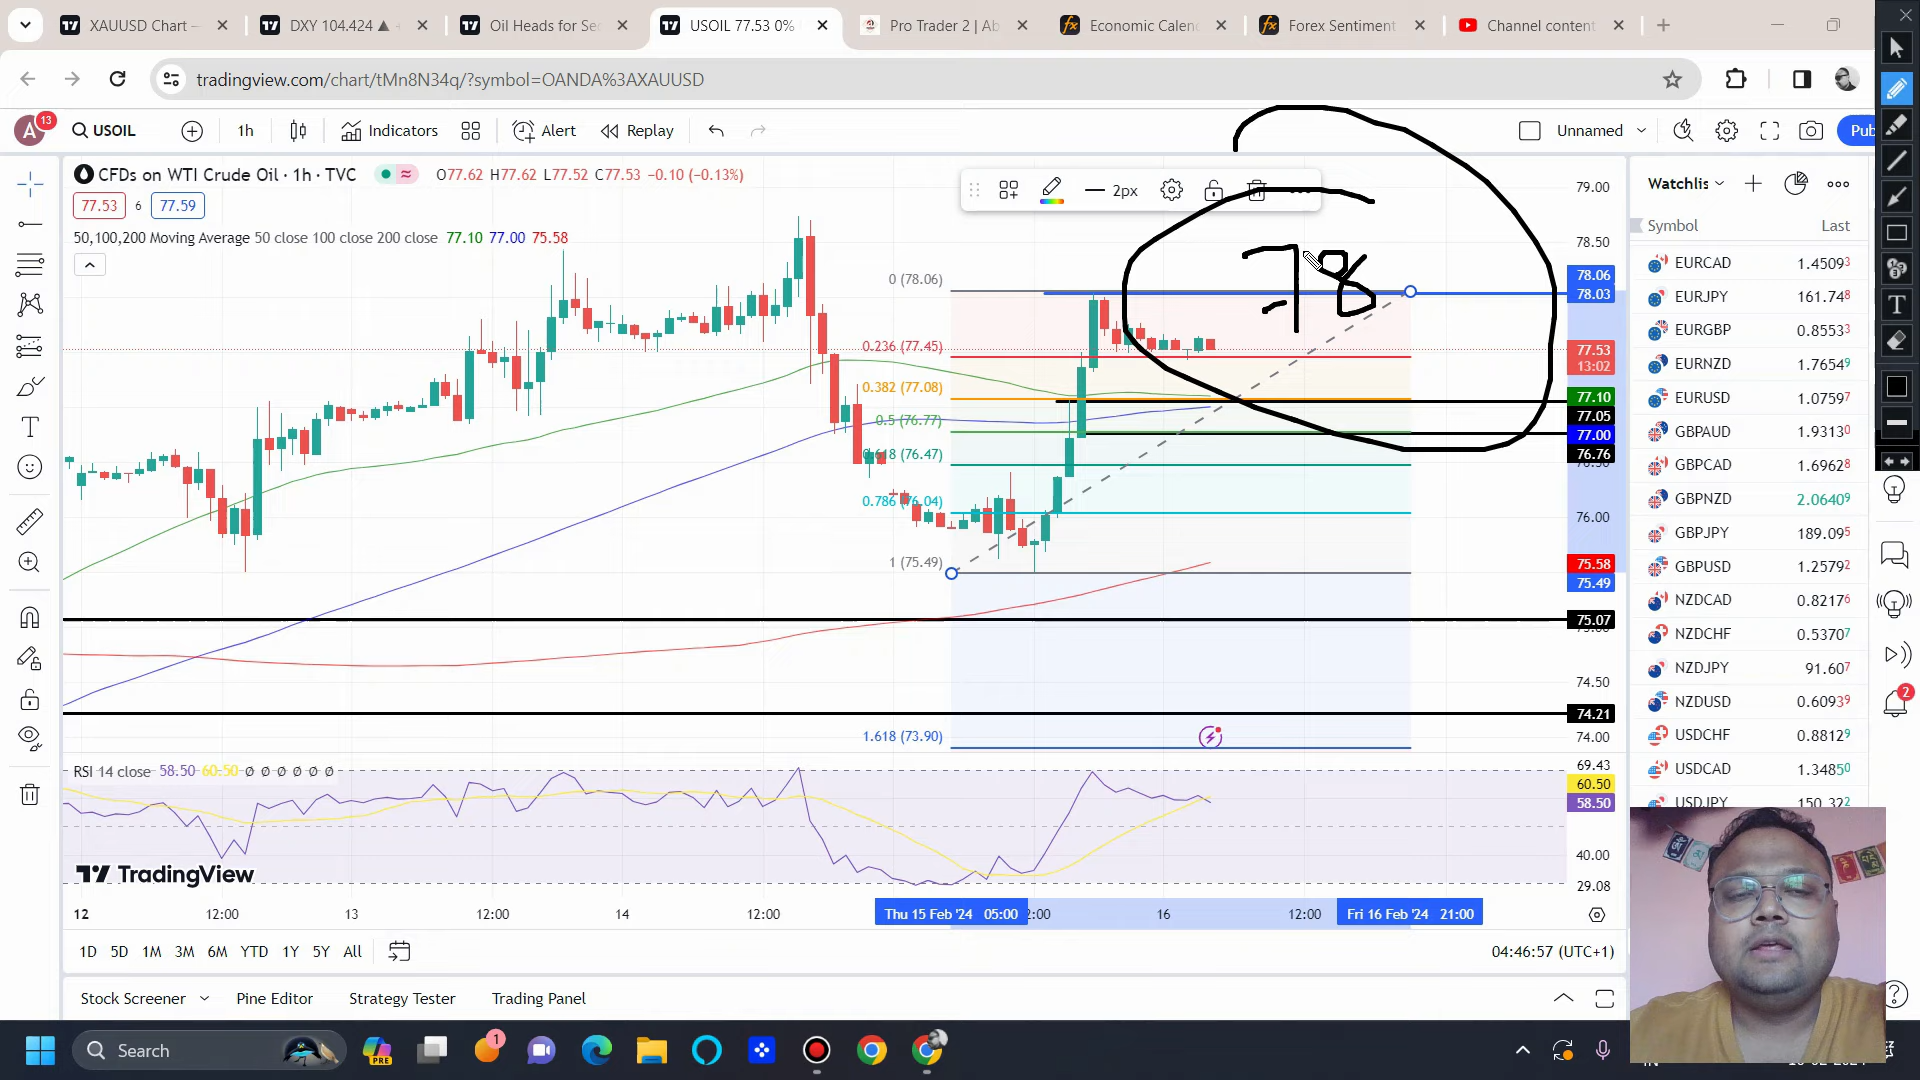 XAUUSD Chart —
DXY 104.424 ▲
Oil Heads for Se
USOIL 77.53 0%
Pro Trader 2 | Ab
Economic Calen
Forex Sentiment
Channel content
tradingview.com/chart/tMn8N34q/?symbol=OANDA%3AXAUUSD
A 13 USOIL 1h Indicators Alert Replay Unnamed Pub
CFDs on WTI Crude Oil · 1h · TVC O77.62 H77.62 L77.52 C77.53 −0.10 (−0.13%)
77.53 6 77.59
2px
50,100,200 Moving Average 50 close 100 close 200 close 77.10 77.00 75.58
78
0 (78.06)
0.236 (77.45)
0.382 (77.08)
0.5 (76.77)
0.618 (76.47)
0.786 (76.04)
1 (75.49)
1.618 (73.90)
79.00
78.50
78.06
78.03
77.53
13:02
77.10
77.05
77.00
76.76
76.50
76.00
75.58
75.49
75.07
75.00
74.50
74.21
74.00
RSI 14 close 58.50 60.50 Ø Ø Ø Ø Ø Ø
69.43
60.50
58.50
40.00
29.08
TradingView
12 12:00 13 12:00 14 12:00 Thu 15 Feb '24 05:00 2:00 16 12:00 Fri 16 Feb '24 21:00
1D 5D 1M 3M 6M YTD 1Y 5Y All
04:46:57 (UTC+1)
Stock Screener Pine Editor Strategy Tester Trading Panel
Watchlis
Symbol Last
EURCAD 1.45093
EURJPY 161.748
EURGBP 0.85533
EURNZD 1.76549
EURUSD 1.07597
GBPAUD 1.93130
GBPCAD 1.69628
GBPNZD 2.06409
GBPJPY 189.095
GBPUSD 1.25792
NZDCAD 0.82176
NZDCHF 0.53707
NZDJPY 91.607
NZDUSD 0.60939
USDCHF 0.88129
USDCAD 1.34850
USDJPY 150.322
2
T
Search
PRE
1